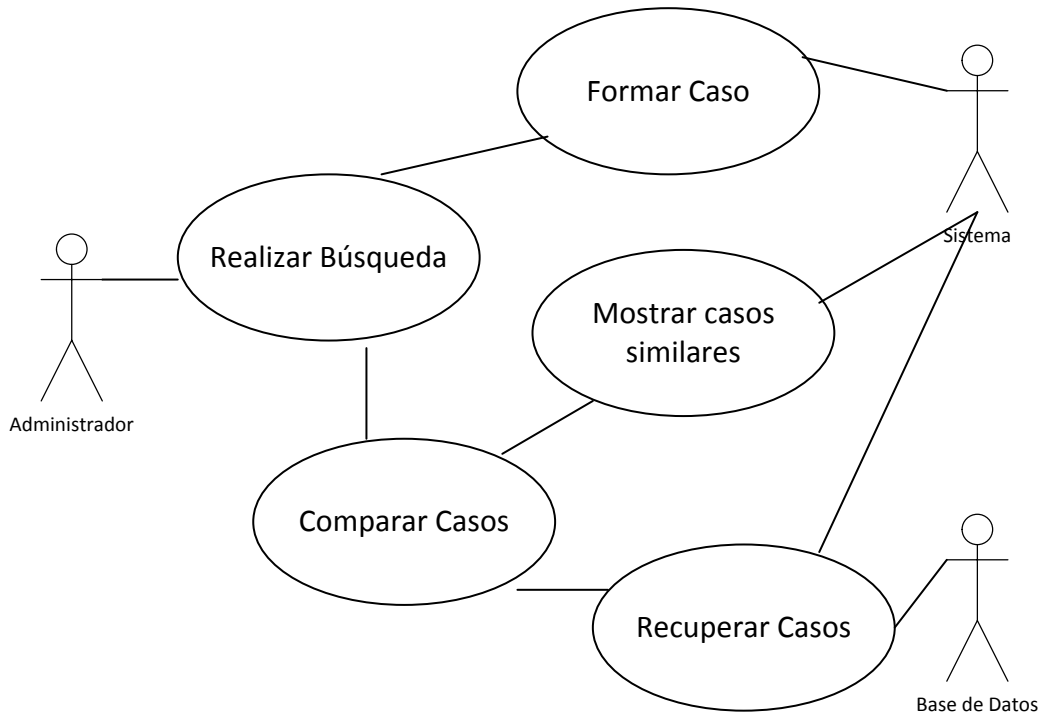 Formar Caso
Sistema
Realizar Búsqueda
Mostrar casos
similares
Administrador
Comparar Casos
Recuperar Casos
Base de Datos